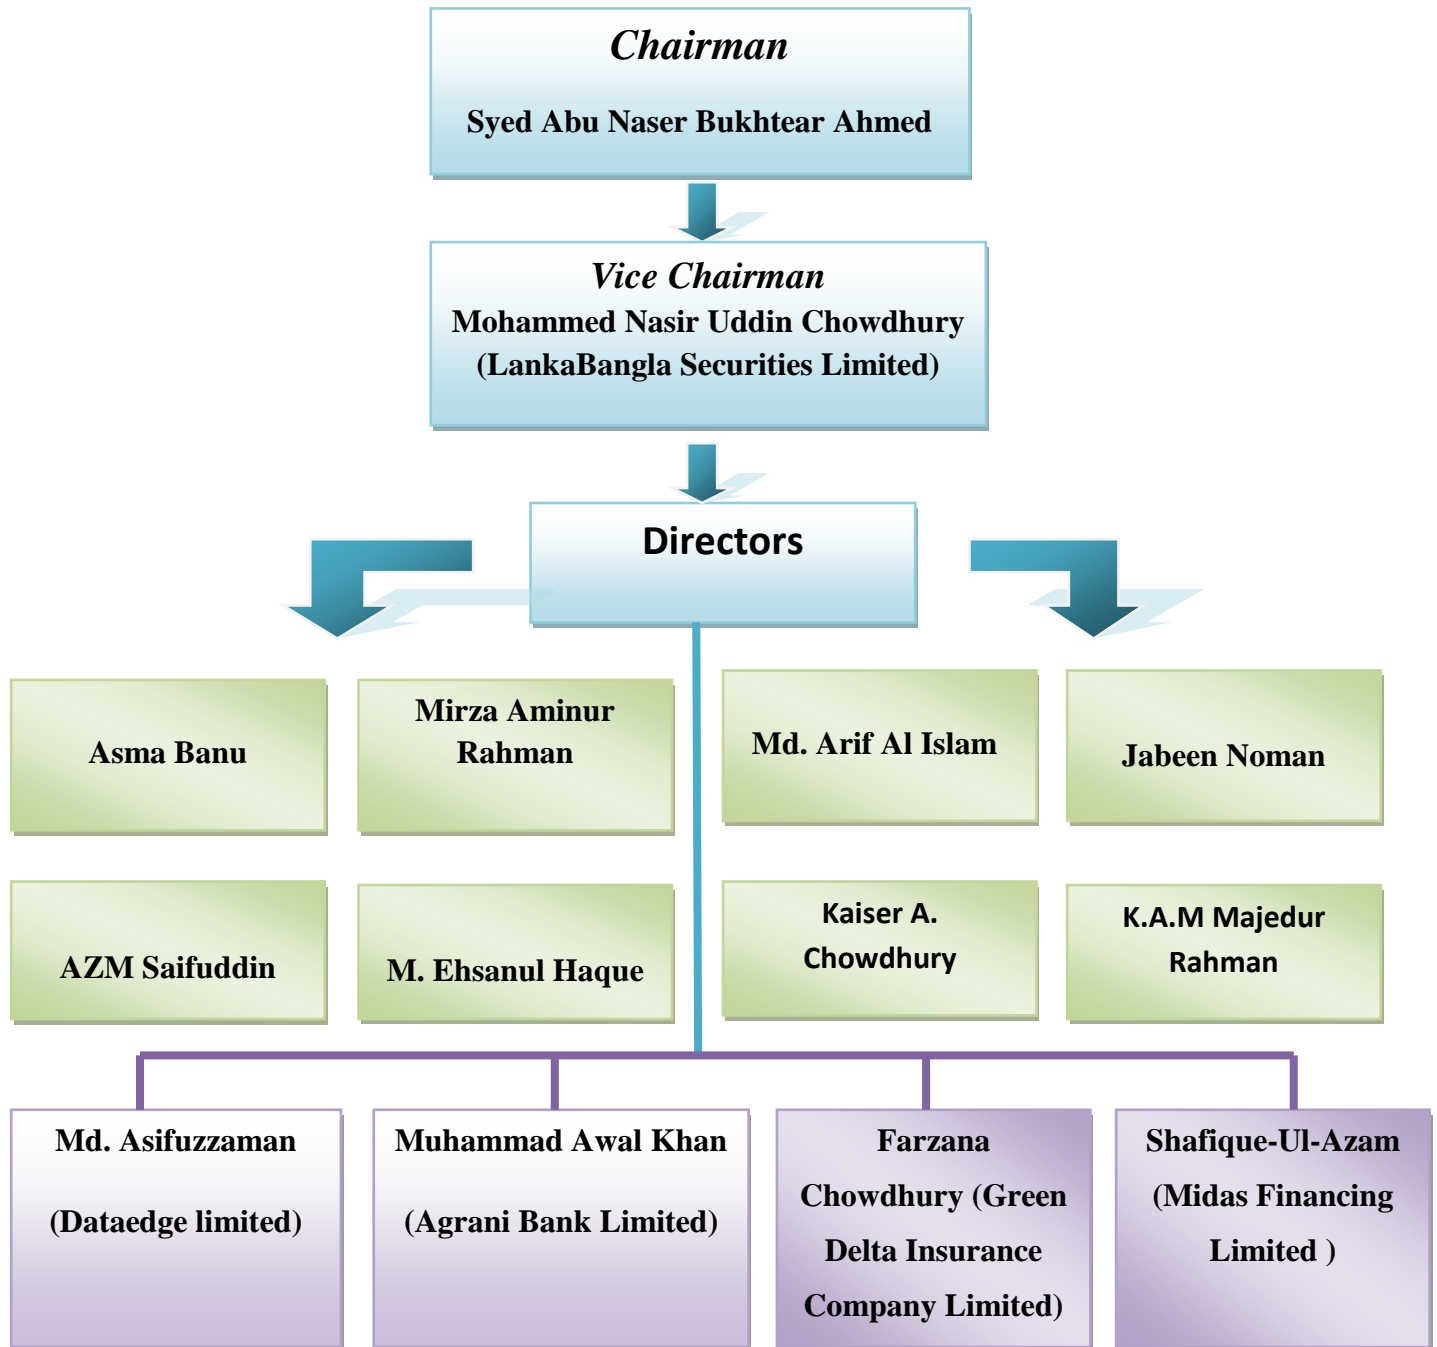 Chairman
Syed Abu Naser Bukhtear Ahmed
Vice Chairman
Mohammed Nasir Uddin Chowdhury
(LankaBangla Securities Limited)
Directors
Asma Banu
Mirza Aminur
Rahman
Md. Arif Al Islam
Jabeen Noman
AZM Saifuddin
M. Ehsanul Haque
Kaiser A.
Chowdhury
K.A.M Majedur
Rahman
Md. Asifuzzaman
(Dataedge limited)
Muhammad Awal Khan
(Agrani Bank Limited)
Farzana
Chowdhury (Green
Delta Insurance
Company Limited)
Shafique-Ul-Azam
(Midas Financing
Limited )